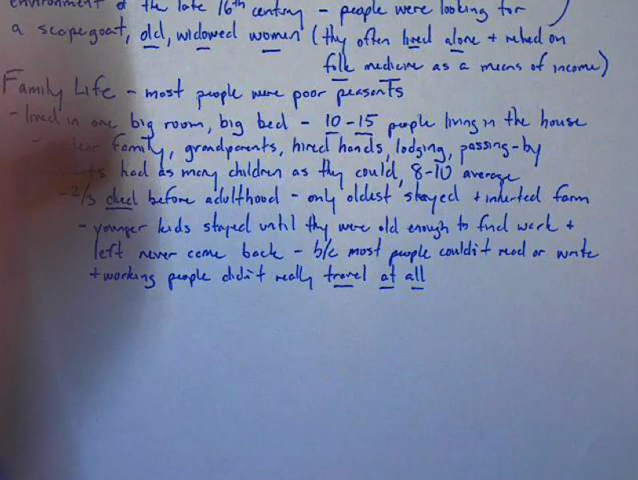 environment of the late 16th century - people were looking for
a scapegoat, old, widowed women (thy often lived alone + relied on
folk medicine as a means of income)
Family Life - most people were poor peasants
- lived in one big room, big bed - 10-15 people living in the house
family, grandparents, hired hands, lodging, passing-by
had as many children as thy could, 8-10 average
- 2/3 died before adulthood - only oldest stayed + inherited farm
- younger kids stayed until thy were old enough to find work +
left never come back - b/c most people couldn't read or write
+ working people didn't really travel at all